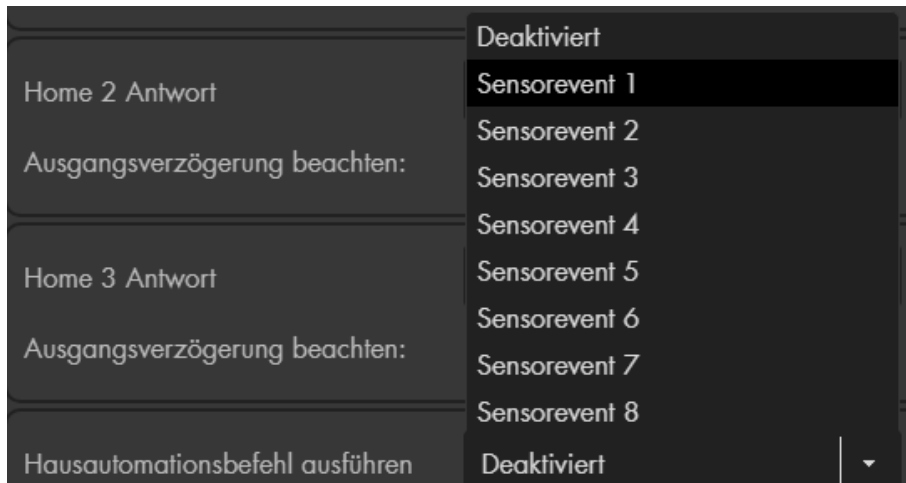 Deaktiviert
Home 2 Antwort
Sensorevent 1
Sensorevent 2
Ausgangsverzögerung beachten:
Sensorevent 3
Sensorevent 4
Home 3 Antwort
Sensorevent 5
Sensorevent 6
Ausgangsverzögerung beachten:
Sensorevent 7
Sensorevent 8
Hausautomationsbefehl ausführen Deaktiviert